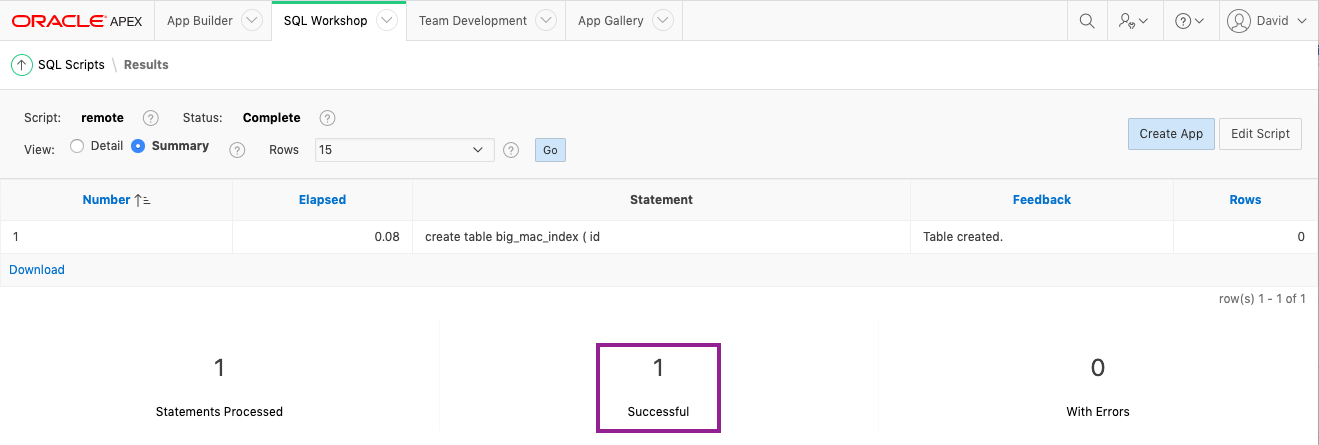 ORACLE APEX App Builder SQL Workshop Team Development App Gallery David
SQL Scripts \ Results
Script: remote Status: Complete
Create App Edit Script
View: Detail Summary Rows 15 Go
Number Elapsed Statement Feedback Rows
1 0.08 create table big_mac_index ( id Table created. 0
Download
row(s) 1 - 1 of 1
1 1 0
Statements Processed Successful With Errors